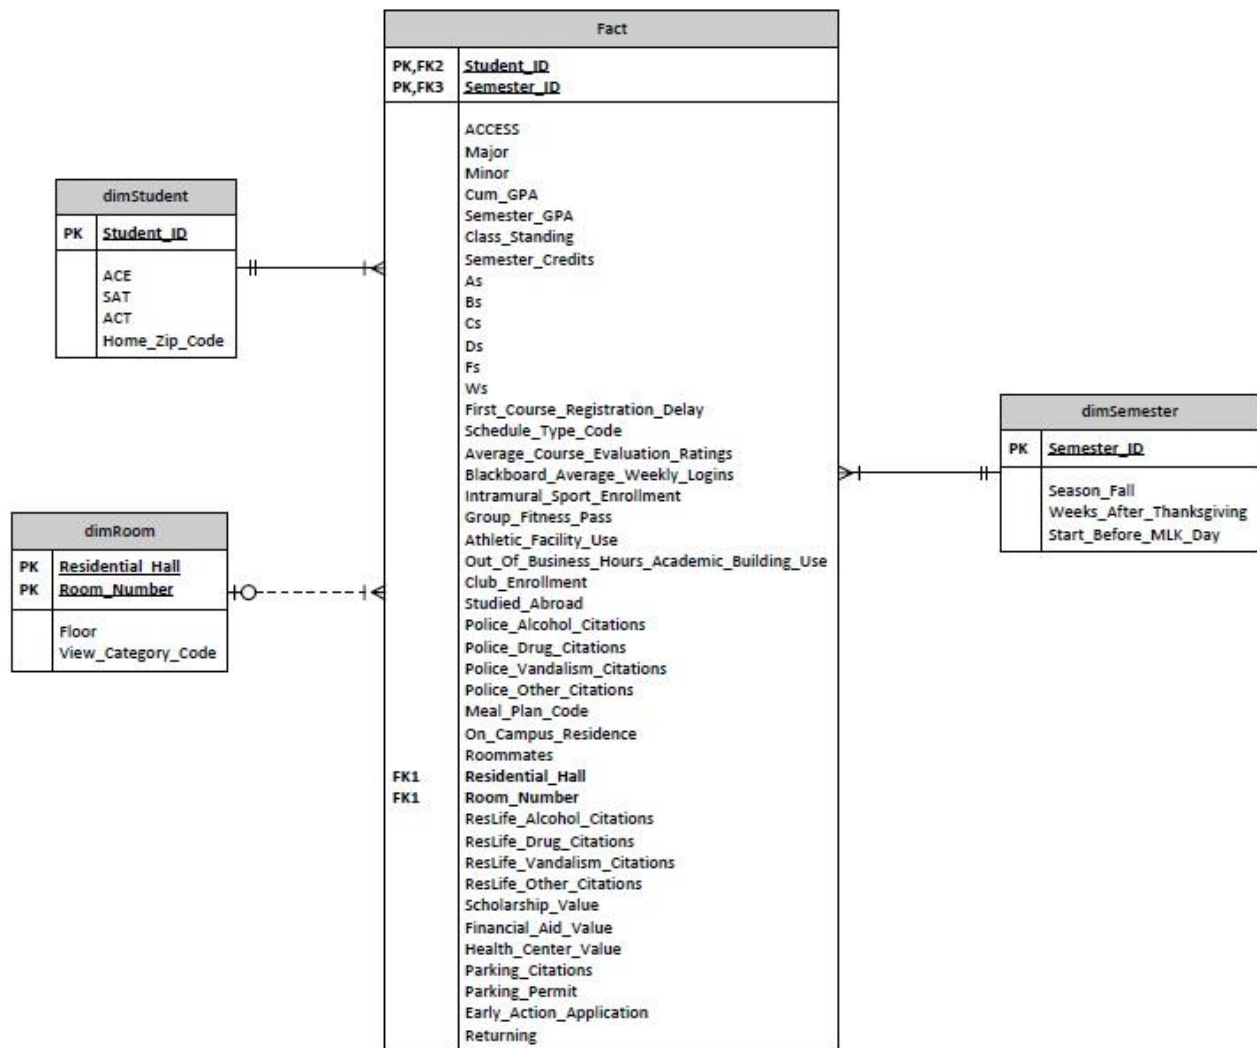 Fact
PK,FK2 Student_ID
PK,FK3 Semester_ID
ACCESS
Major
Minor
Cum_GPA
Semester_GPA
Class_Standing
Semester_Credits
As
Bs
Cs
Ds
Fs
Ws
First_Course_Registration_Delay
Schedule_Type_Code
Average_Course_Evaluation_Ratings
Blackboard_Average_Weekly_Logins
Intramural_Sport_Enrollment
Group_Fitness_Pass
Athletic_Facility_Use
Out_Of_Business_Hours_Academic_Building_Use
Club_Enrollment
Studied_Abroad
Police_Alcohol_Citations
Police_Drug_Citations
Police_Vandalism_Citations
Police_Other_Citations
Meal_Plan_Code
On_Campus_Residence
Roommates
FK1 Residential_Hall
FK1 Room_Number
ResLife_Alcohol_Citations
ResLife_Drug_Citations
ResLife_Vandalism_Citations
ResLife_Other_Citations
Scholarship_Value
Financial_Aid_Value
Health_Center_Value
Parking_Citations
Parking_Permit
Early_Action_Application
Returning
dimStudent
PK Student_ID
ACE
SAT
ACT
Home_Zip_Code
dimRoom
PK Residential_Hall
PK Room_Number
Floor
View_Category_Code
dimSemester
PK Semester_ID
Season_Fall
Weeks_After_Thanksgiving
Start_Before_MLK_Day